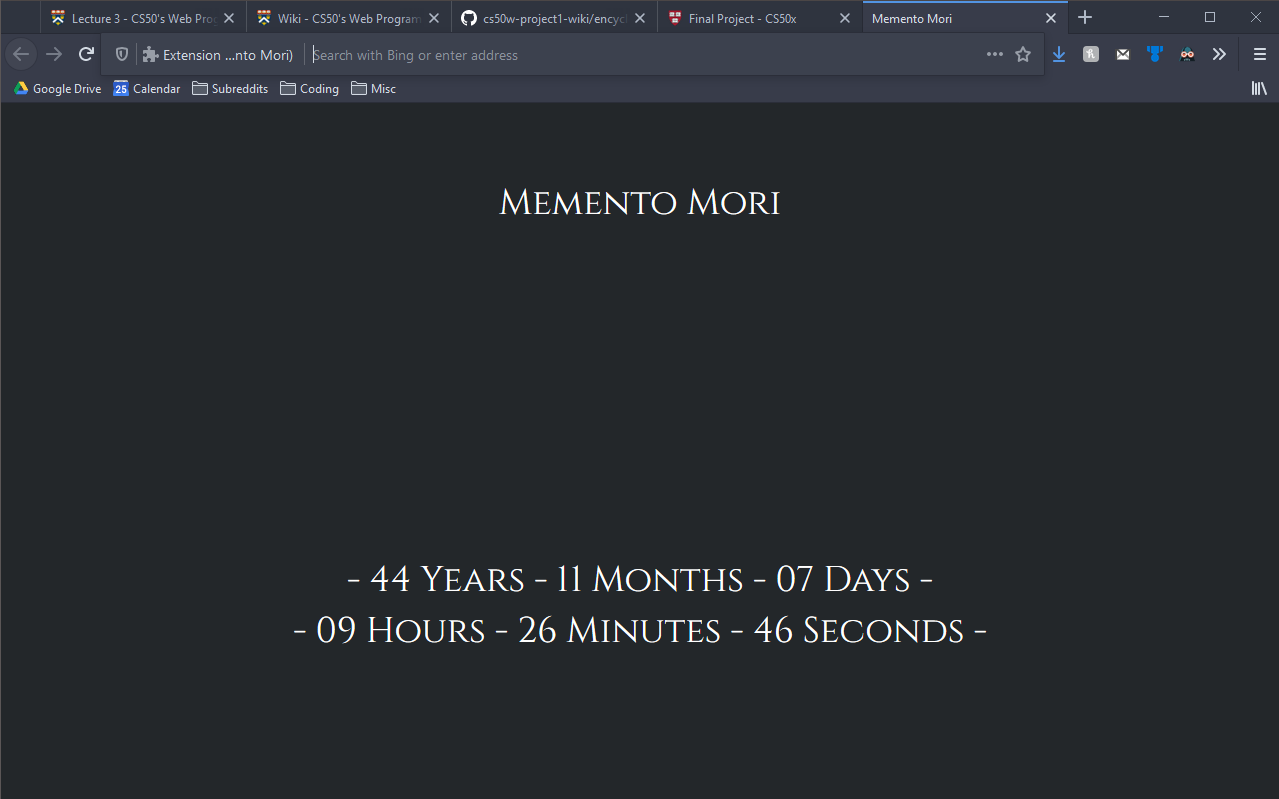 Lecture 3 - CS50's Web Prog
Wiki - CS50's Web Program
cs50w-project1-wiki/encycl
Final Project - CS50x
Memento Mori
Extension ...nto Mori)
Search with Bing or enter address
Google Drive
25
Calendar
Subreddits
Coding
Misc
Memento Mori
- 44 Years - 11 Months - 07 Days -
- 09 Hours - 26 Minutes - 46 Seconds -